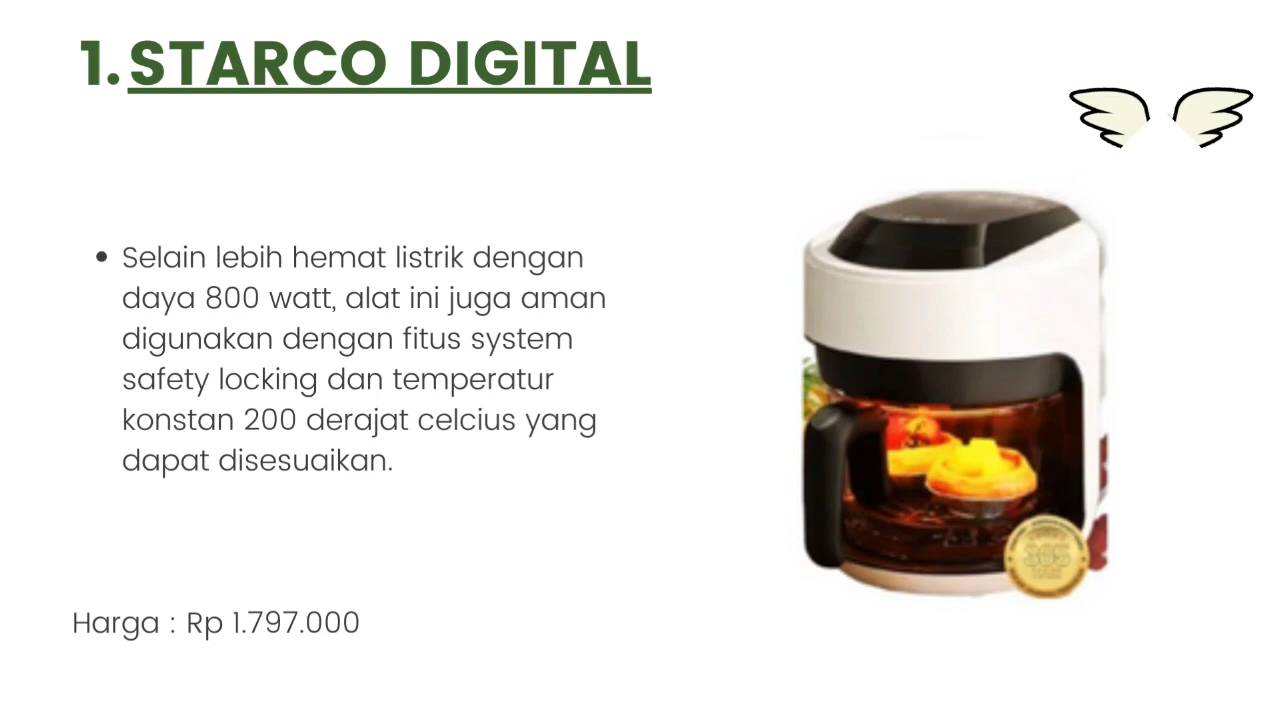 1. STARCO DIGITAL
• Selain lebih hemat listrik dengan
daya 800 watt, alat ini juga aman
digunakan dengan fitus system
safety locking dan temperatur
konstan 200 derajat celcius yang
dapat disesuaikan.
365
Harga : Rp 1.797.000